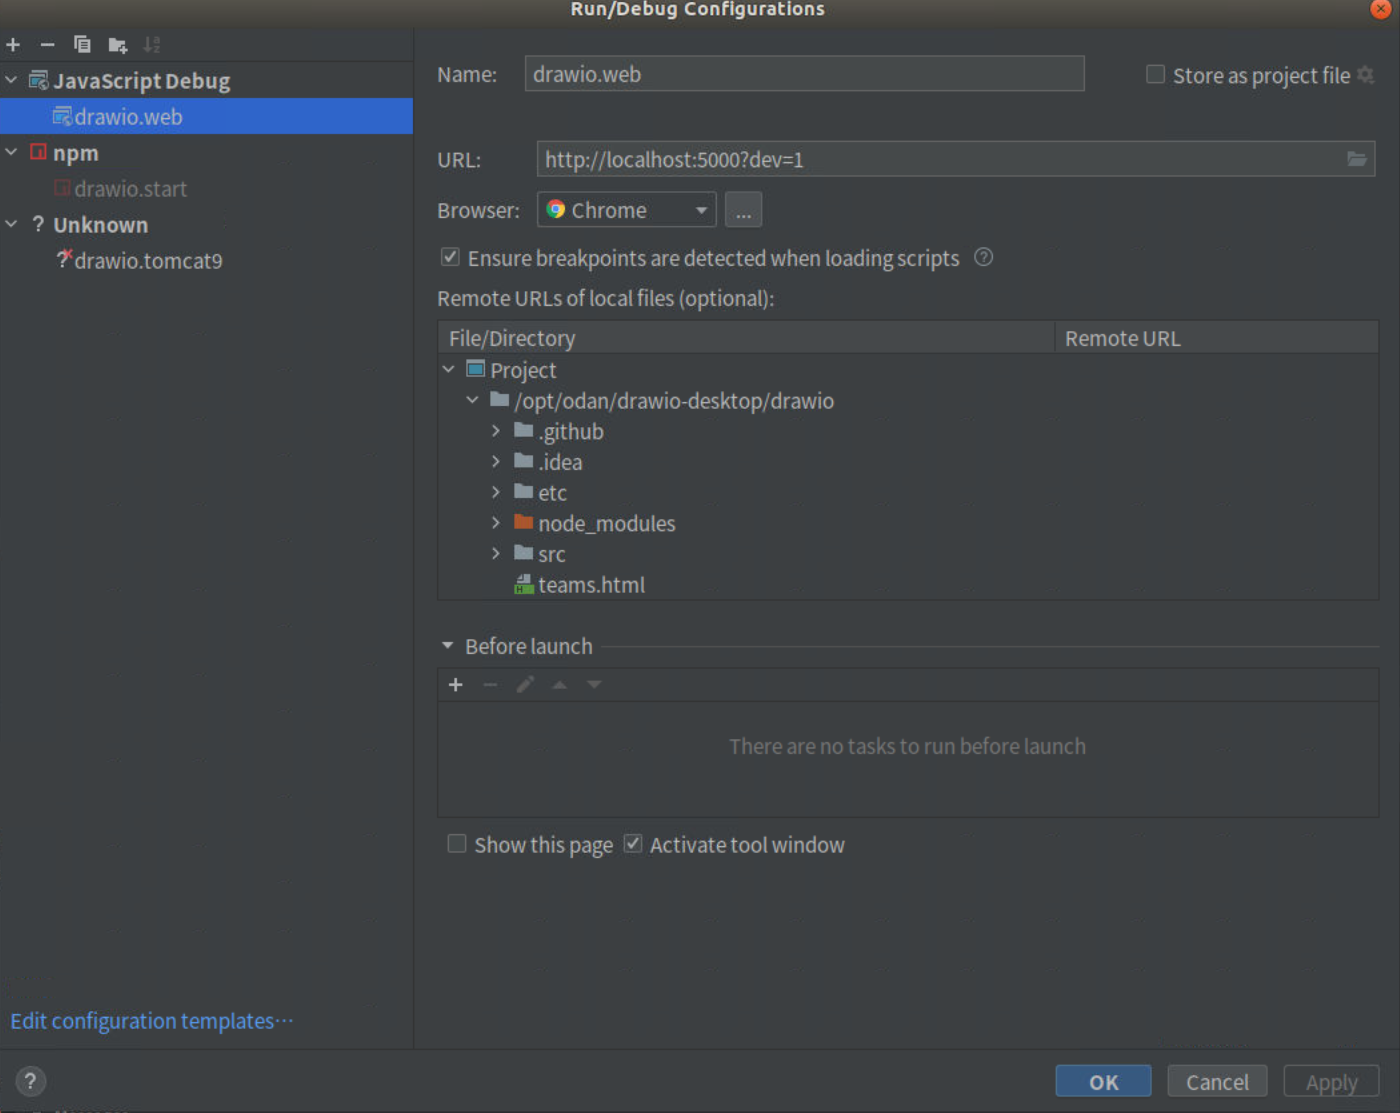 Run/Debug Configurations
JavaScript Debug
drawio.web
npm
drawio.start
? Unknown
? drawio.tomcat9
Edit configuration templates...
Name: drawio.web
Store as project file
URL: http://localhost:5000?dev=1
Browser: Chrome ...
Ensure breakpoints are detected when loading scripts ?
Remote URLs of local files (optional):
File/Directory Remote URL
Project
/opt/odan/drawio-desktop/drawio
.github
.idea
etc
node_modules
src
teams.html
Before launch
There are no tasks to run before launch
Show this page Activate tool window
? OK Cancel Apply